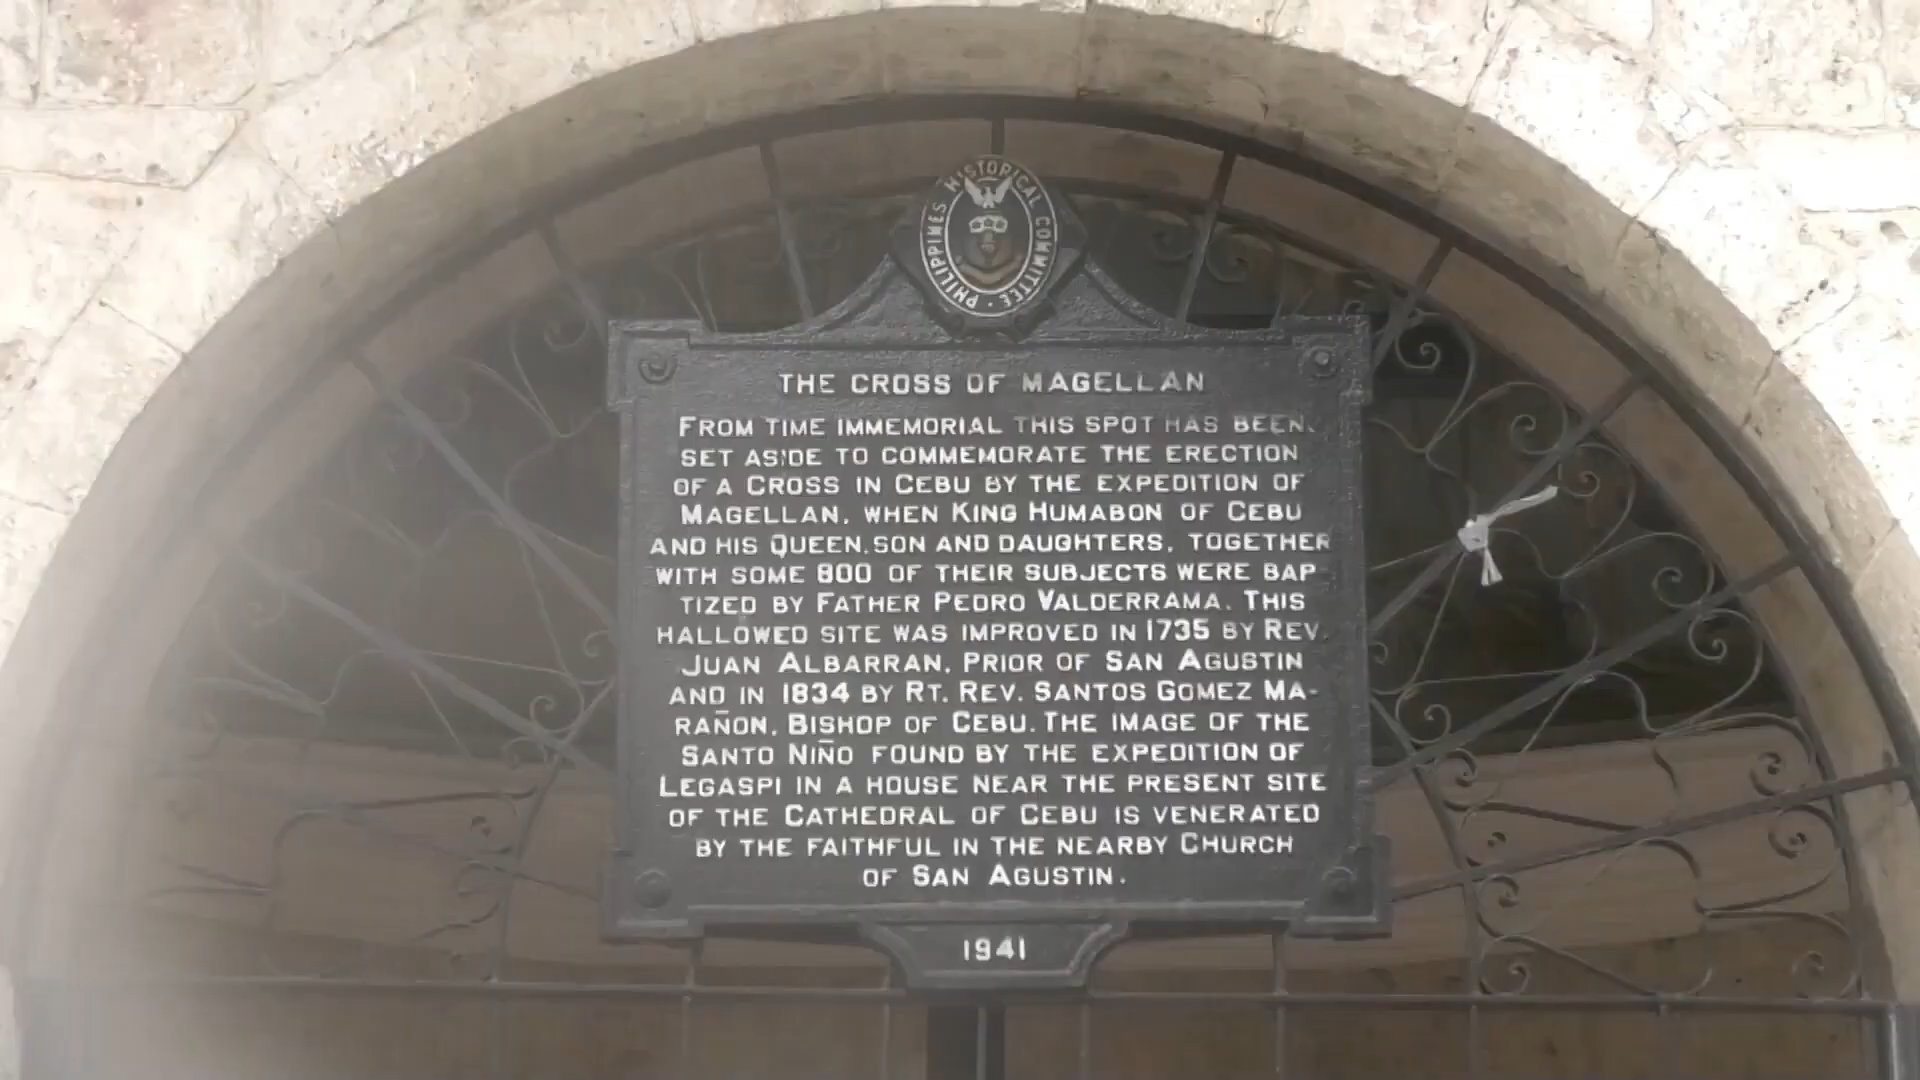 PHILIPPINES HISTORICAL COMMITTEE
THE CROSS OF MAGELLAN
FROM TIME IMMEMORIAL THIS SPOT HAS BEEN
SET ASIDE TO COMMEMORATE THE ERECTION
OF A CROSS IN CEBU BY THE EXPEDITION OF
MAGELLAN, WHEN KING HUMABON OF CEBU
AND HIS QUEEN, SON AND DAUGHTERS, TOGETHER
WITH SOME 800 OF THEIR SUBJECTS WERE BAP
TIZED BY FATHER PEDRO VALDERRAMA. THIS
HALLOWED SITE WAS IMPROVED IN 1735 BY REV.
JUAN ALBARRAN, PRIOR OF SAN AGUSTIN
AND IN 1834 BY RT. REV. SANTOS GOMEZ MA-
RAÑON, BISHOP OF CEBU. THE IMAGE OF THE
SANTO NIÑO FOUND BY THE EXPEDITION OF
LEGASPI IN A HOUSE NEAR THE PRESENT SITE
OF THE CATHEDRAL OF CEBU IS VENERATED
BY THE FAITHFUL IN THE NEARBY CHURCH
OF SAN AGUSTIN.
1941